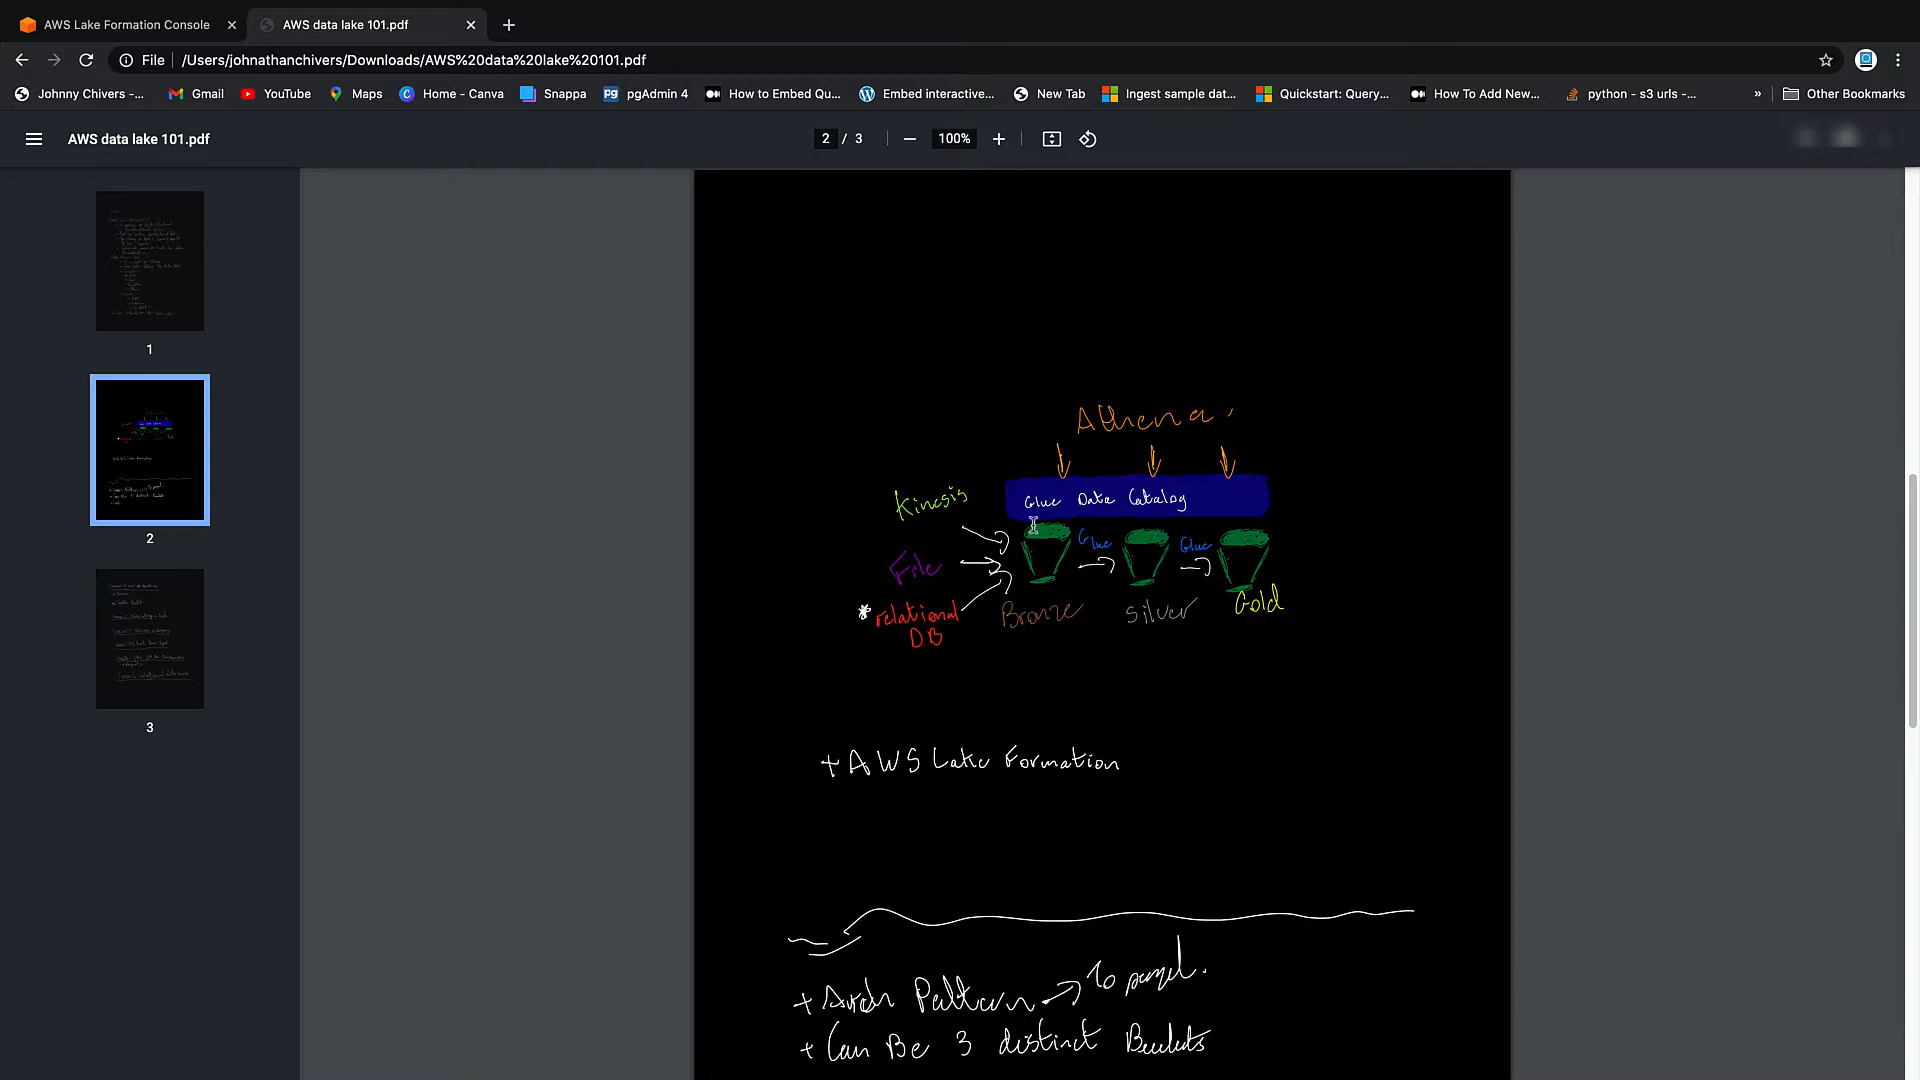 AWS Lake Formation Console
AWS data lake 101.pdf
File
/Users/johnathanchivers/Downloads/AWS%20data%20lake%20101.pdf
Johnny Chivers -...
Gmail
YouTube
Maps
Home - Canva
Snappa
pgAdmin 4
How to Embed Qu...
Embed interactive...
New Tab
Ingest sample dat...
Quickstart: Query,...
How To Add New...
python - s3 urls -...
»
Other Bookmarks
AWS data lake 101.pdf
2 / 3
100%
1
2
3
Athena
Glue Data Catalog
Kinesis
File
* relational
DB
Glue
Glue
Bronze
Silver
Gold
+ AWS Lake Formation
+ Arch Pattern → To
+ Can Be 3 distinct Buckets